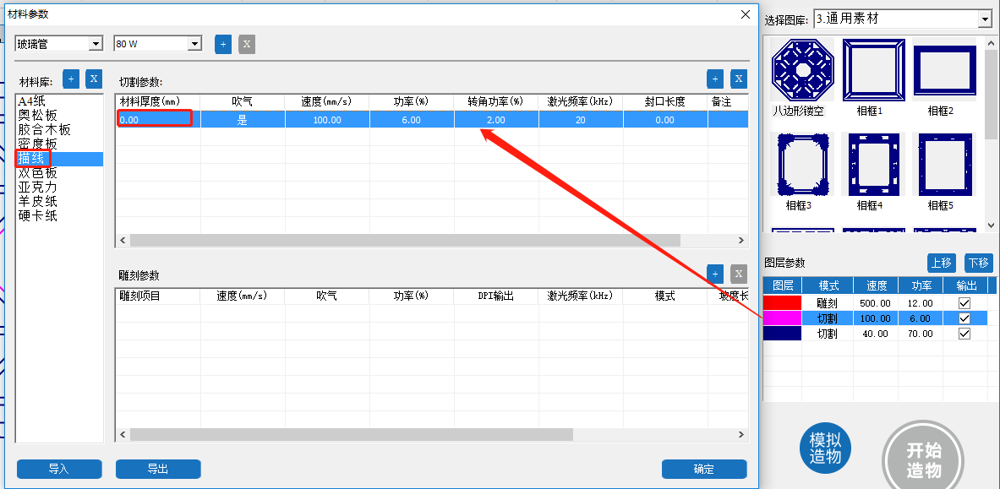 材料参数
选择图库: 3.通用素材
玻璃管 80 W + X
材料库: + X 切割参数: + X
A4纸
奥松板
胶合木板
密度板
描线
双色板
亚克力
羊皮纸
硬卡纸
材料厚度(mm) 吹气 速度(mm/s) 功率(%) 转角功率(%) 激光频率(kHz) 封口长度 备注
0.00 是 100.00 6.00 2.00 20 0.00
雕刻参数 + X
雕刻项目 速度(mm/s) 吹气 功率(%) DPI输出 激光频率(kHz) 模式 坡度长
导入 导出 确定
八边形镂空 相框1 相框2
相框3 相框4 相框5
图层参数 上移 下移
图层 模式 速度 功率 输出
雕刻 500.00 12.00
切割 100.00 6.00
切割 40.00 70.00
模拟
造物
开始
造物